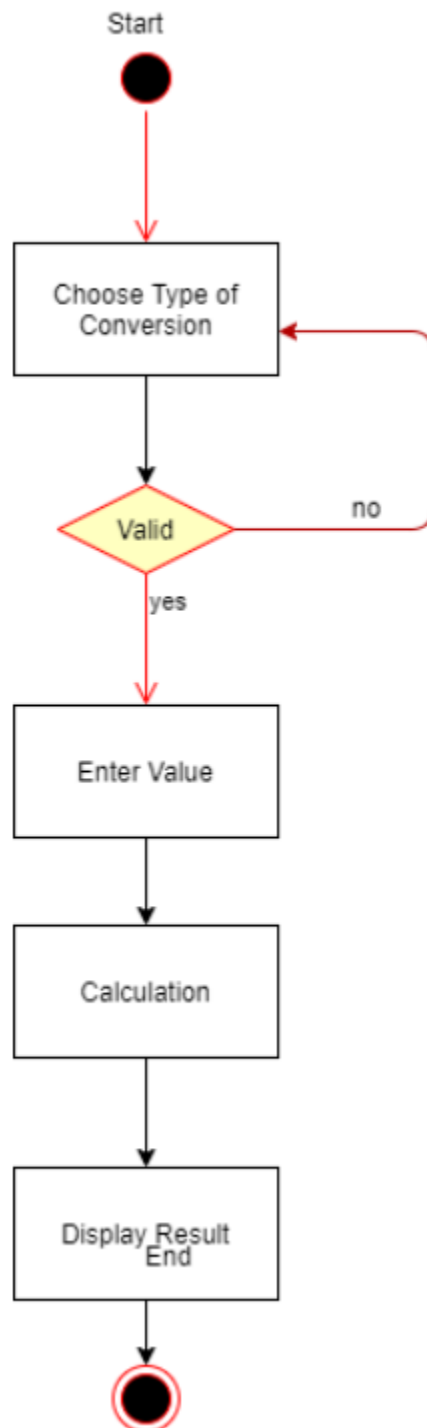 Start
Choose Type of
Conversion
Valid
no
yes
Enter Value
Calculation
Display Result
End